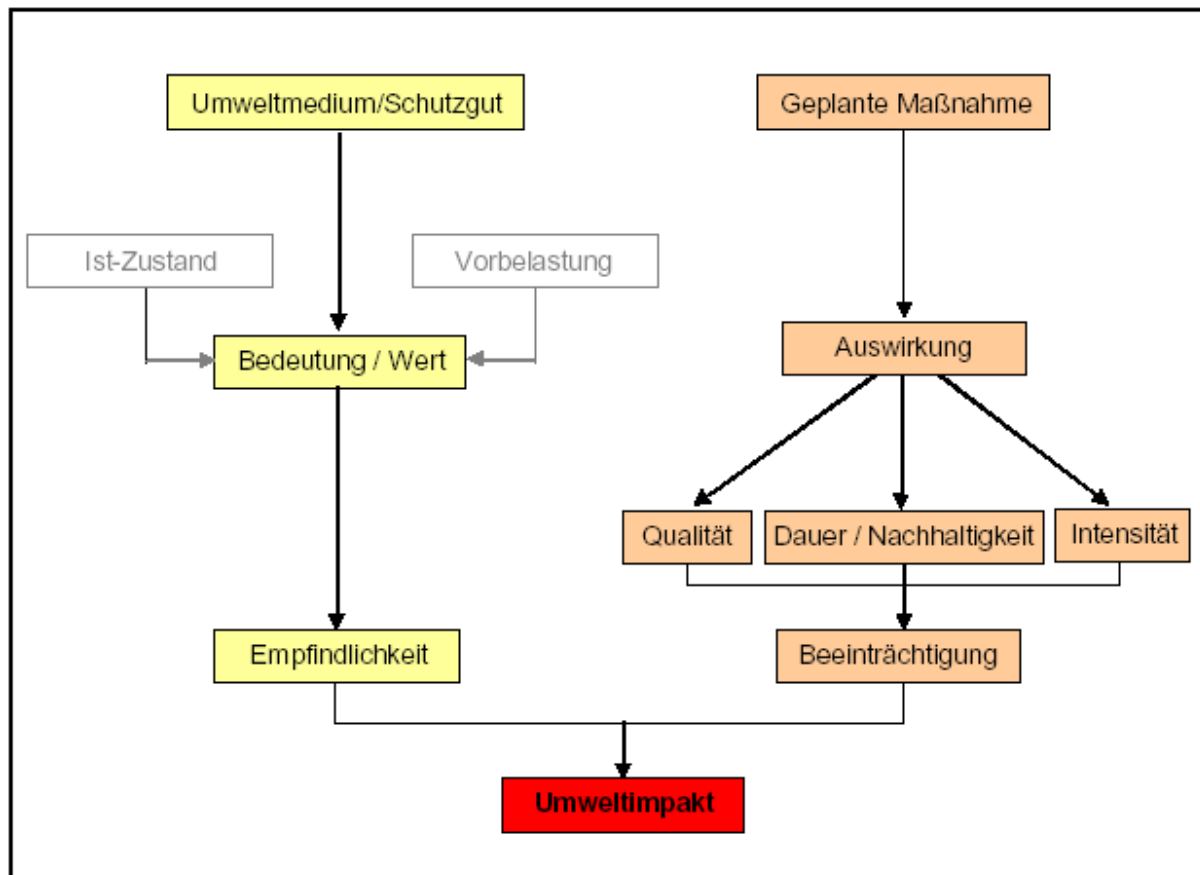 Umweltmedium/Schutzgut
Geplante Maßnahme
Ist-Zustand
Vorbelastung
Bedeutung / Wert
Auswirkung
Qualität
Dauer / Nachhaltigkeit
Intensität
Empfindlichkeit
Beeinträchtigung
Umweltimpakt